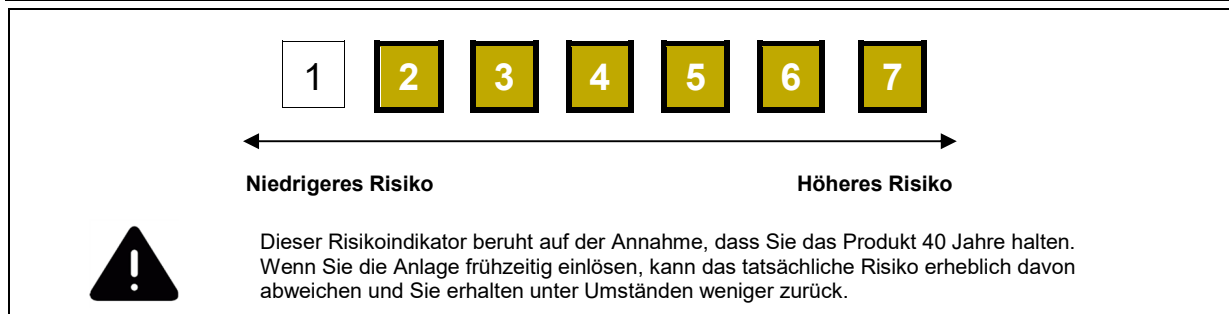 1 2 3 4 5 6 7
Niedrigeres Risiko Höheres Risiko
Dieser Risikoindikator beruht auf der Annahme, dass Sie das Produkt 40 Jahre halten.
Wenn Sie die Anlage frühzeitig einlösen, kann das tatsächliche Risiko erheblich davon
abweichen und Sie erhalten unter Umständen weniger zurück.